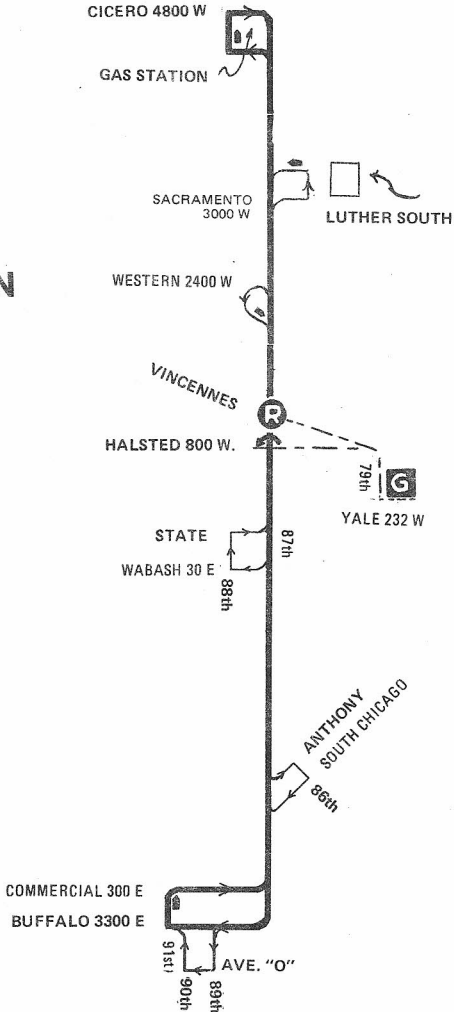 CICERO 4800 W
GAS STATION
SACRAMENTO
3000 W
LUTHER SOUTH
N
WESTERN 2400 W
VINCENNES
R
HALSTED 800 W.
79th
G
YALE 232 W
STATE
87th
WABASH 30 E
88th
ANTHONY
SOUTH CHICAGO
86th
COMMERCIAL 300 E
BUFFALO 3300 E
91st
90th
89th
AVE. "O"